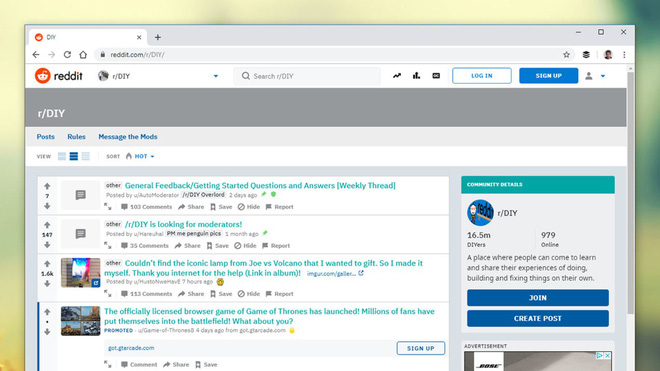 DIY
reddit.com/r/DIY/
reddit
r/DIY
Search r/DIY
LOG IN
SIGN UP
r/DIY
Posts
Rules
Message the Mods
VIEW
SORT
HOT
other
General Feedback/Getting Started Questions and Answers [Weekly Thread]
Posted by u/AutoModerator /r/DIY Overlord 2 days ago
7
103 Comments
Share
Save
Hide
Report
other
/r/DIY is looking for moderators!
Posted by u/Hareuhal PM me penguin pics 1 month ago
147
35 Comments
Share
Save
Hide
Report
other
Couldn't find the iconic lamp from Joe vs Volcano that I wanted to gift. So I made it
myself. Thank you internet for the help (Link in album)! imgur.com/galler...
Posted by u/HustoNweHavE 7 hours ago
1.6k
113 Comments
Share
Save
Hide
Report
The officially licensed browser game of Game of Thrones has launched! Millions of fans have
put themselves into the battlefield! What about you?
PROMOTED · u/Game-of-Thrones8 4 days ago from got.gtarcade.com
got.gtarcade.com
SIGN UP
Comment
Share
Save
COMMUNITY DETAILS
r/DIY
16.5m
979
DIYers
Online
A place where people can come to learn
and share their experiences of doing,
building and fixing things on their own.
JOIN
CREATE POST
ADVERTISEMENT
BOSE